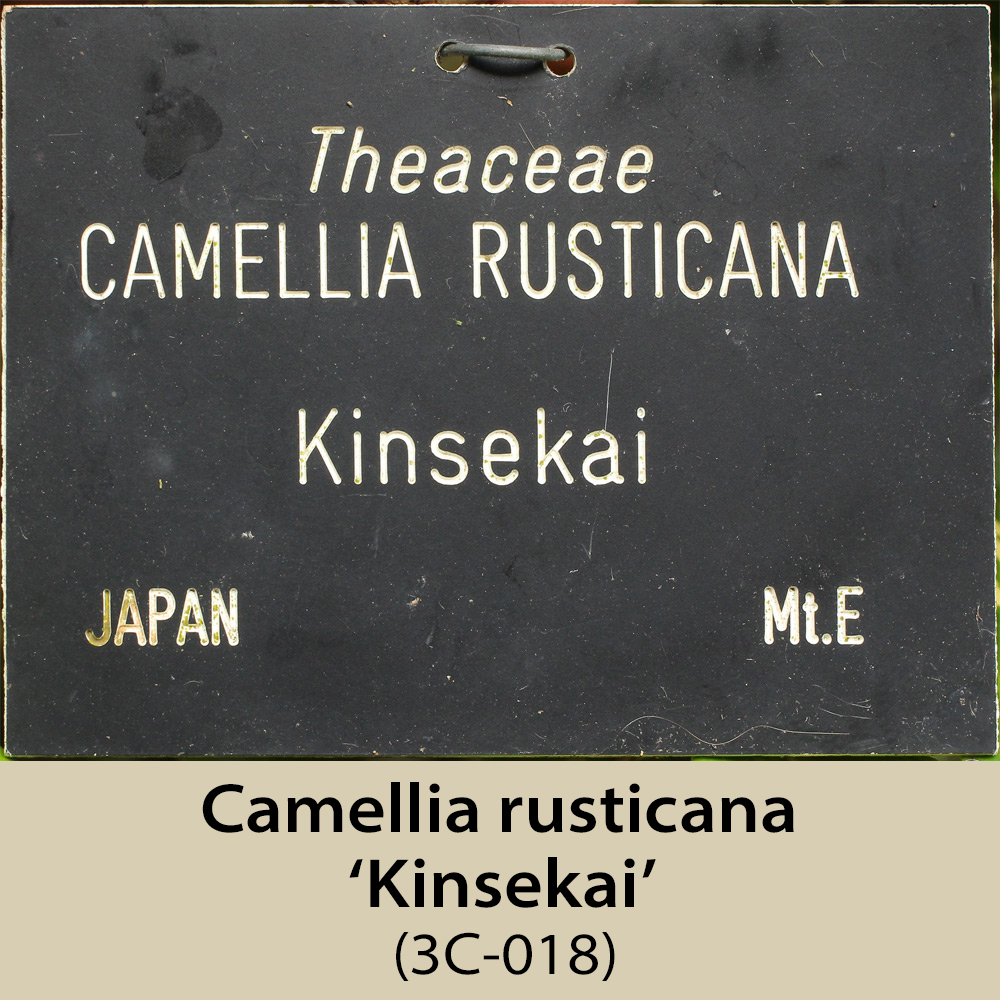 Theaceae
CAMELLIA RUSTICANA
Kinsekai
JAPAN Mt.E
Camellia rusticana
‘Kinsekai’
(3C-018)